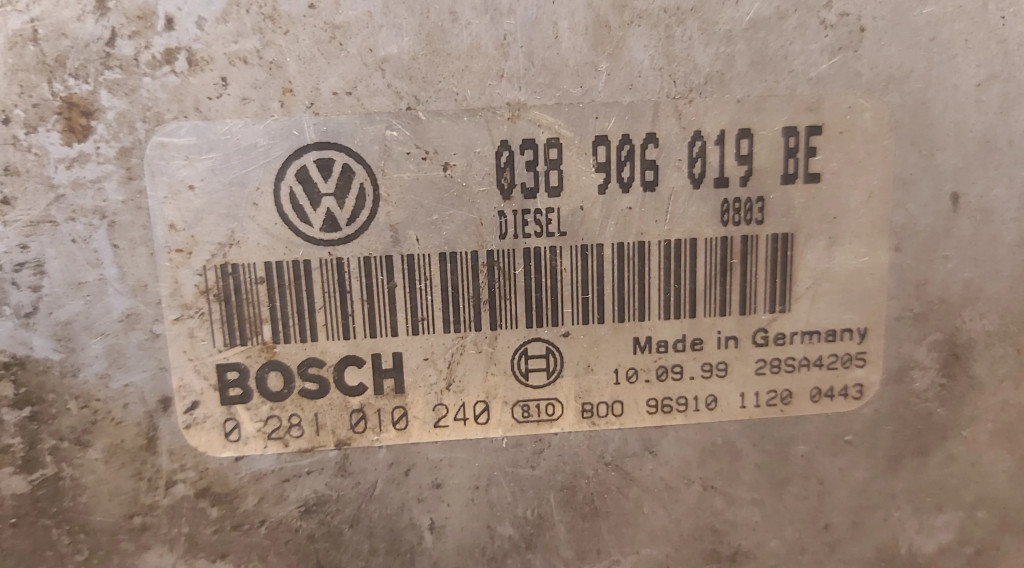 038 906 019 BE
DIESEL 0803
Made in Germany
BOSCH 10.09.99 28SA4205
0 281 010 240 810 B00 96910 1120 0443